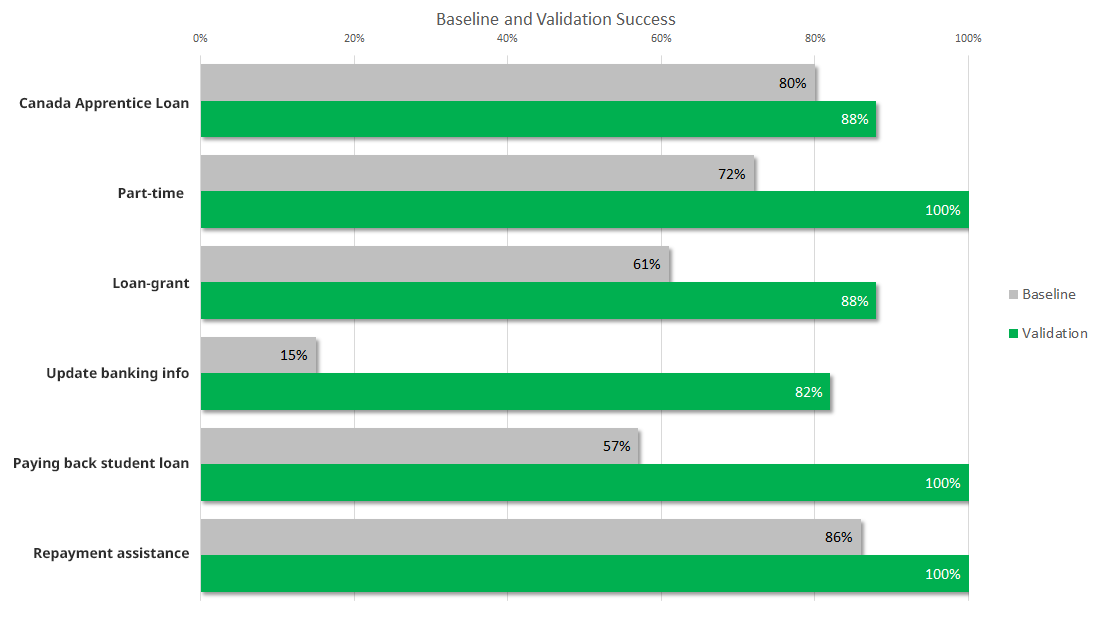 Baseline and Validation Success
0% 20% 40% 60% 80% 100%
Canada Apprentice Loan
80%
88%
Part-time
72%
100%
Loan-grant
61%
88%
Update banking info
15%
82%
Paying back student loan
57%
100%
Repayment assistance
86%
100%
Baseline
Validation